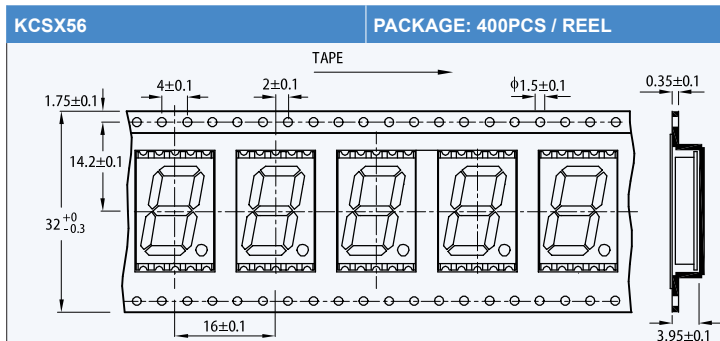 KCSX56 PACKAGE: 400PCS / REEL
TAPE
4±0.1 2±0.1 ϕ1.5±0.1 0.35±0.1
1.75±0.1
14.2±0.1
32 +0 -0.3
16±0.1
3.95±0.1